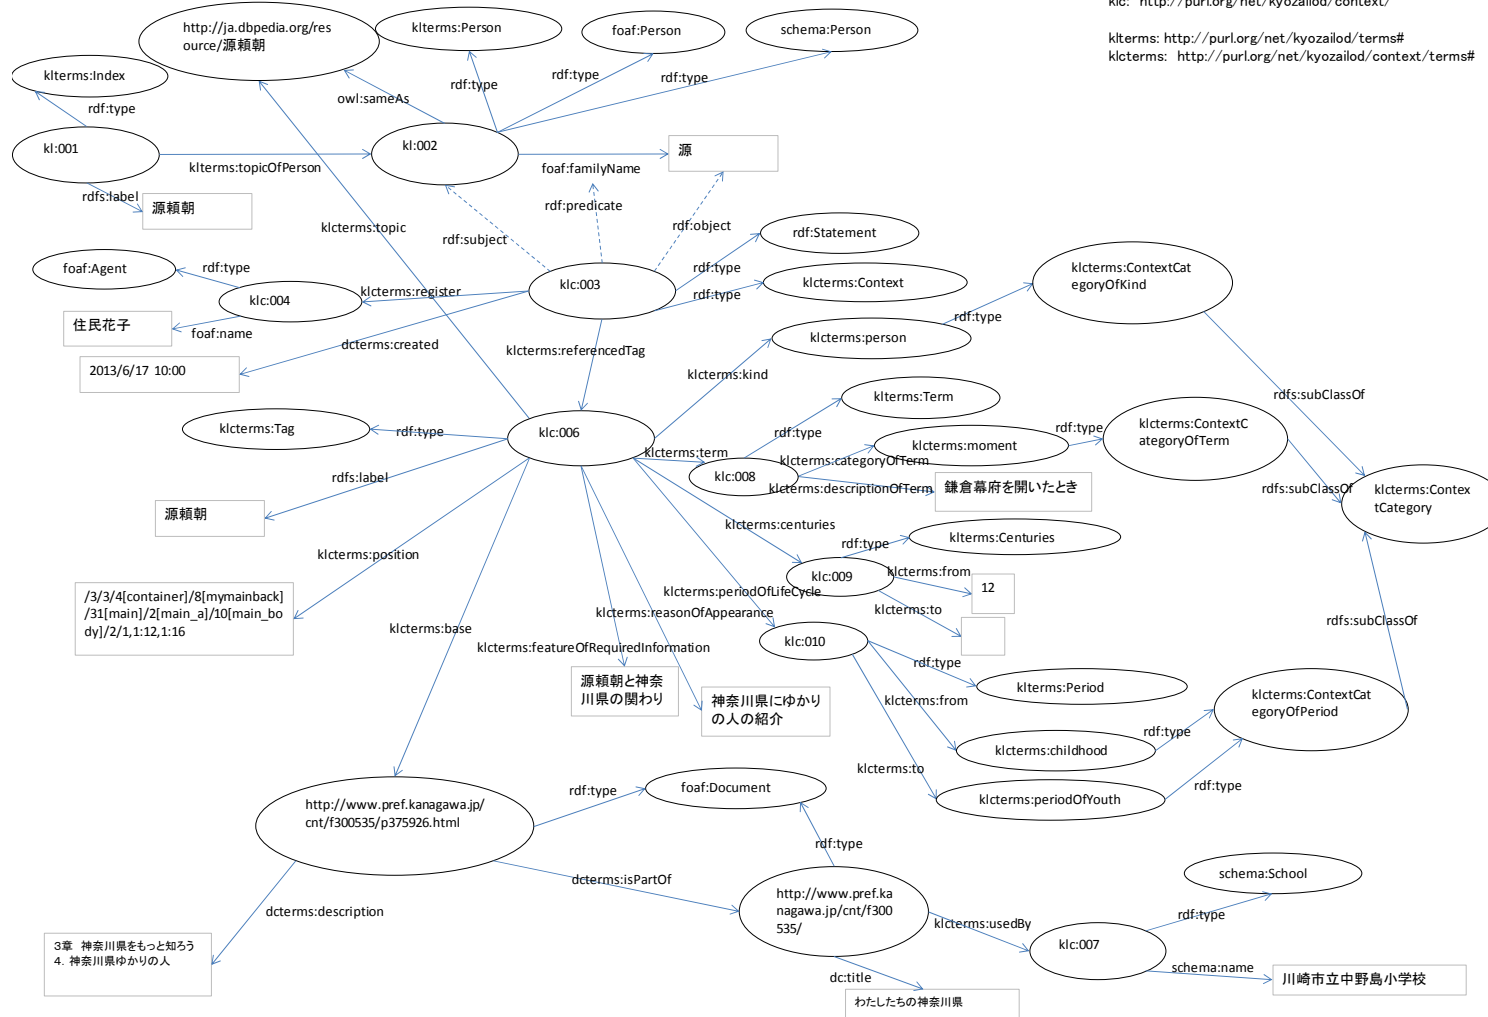 klc: http://purl.org/net/kyozailod/context/
klterms: http://purl.org/net/kyozailod/terms#
klcterms: http://purl.org/net/kyozailod/context/terms#
http://ja.dbpedia.org/res
ource/源頼朝
klterms:Person
foaf:Person
schema:Person
klterms:Index
rdf:type
owl:sameAs
rdf:type
rdf:type
rdf:type
kl:001
kl:002
源
klterms:topicOfPerson
foaf:familyName
rdfs:label
源頼朝
rdf:predicate
klcterms:topic
rdf:subject
rdf:object
rdf:Statement
foaf:Agent
rdf:type
rdf:type
klcterms:ContextCat
egoryOfKind
klc:003
klcterms:Context
rdf:type
klc:004
klcterms:register
住民花子
foaf:name
dcterms:created
klcterms:person
rdf:type
2013/6/17 10:00
klcterms:referencedTag
klcterms:kind
rdfs:subClassOf
klterms:Term
klcterms:Tag
rdf:type
klc:006
rdf:type
klcterms:term
klcterms:moment
rdf:type
klcterms:ContextC
ategoryOfTerm
klcterms:categoryOfTerm
klc:008
klcterms:descriptionOfTerm
鎌倉幕府を開いたとき
rdfs:subClassOf
klcterms:Contex
tCategory
rdfs:label
源頼朝
klcterms:centuries
klterms:Centuries
rdf:type
klcterms:position
klc:009
klcterms:from
12
klcterms:to
/3/3/4[container]/8[mymainback]
/31[main]/2[main_a]/10[main_bo
dy]/2/1,1:12,1:16
klcterms:periodOfLifeCycle
klcterms:reasonOfAppearance
klcterms:base
klcterms:featureOfRequiredInformation
klc:010
rdfs:subClassOf
rdf:type
klterms:Period
源頼朝と神奈
川県の関わり
神奈川県にゆかり
の人の紹介
klcterms:from
klcterms:ContextCat
egoryOfPeriod
klcterms:childhood
rdf:type
klcterms:to
klcterms:periodOfYouth
rdf:type
http://www.pref.kanagawa.jp/
cnt/f300535/p375926.html
rdf:type
foaf:Document
rdf:type
dcterms:isPartOf
dcterms:description
http://www.pref.ka
nagawa.jp/cnt/f300
535/
schema:School
rdf:type
klcterms:usedBy
klc:007
3章 神奈川県をもっと知ろう
4. 神奈川県ゆかりの人
dc:title
わたしたちの神奈川県
schema:name
川崎市立中野島小学校